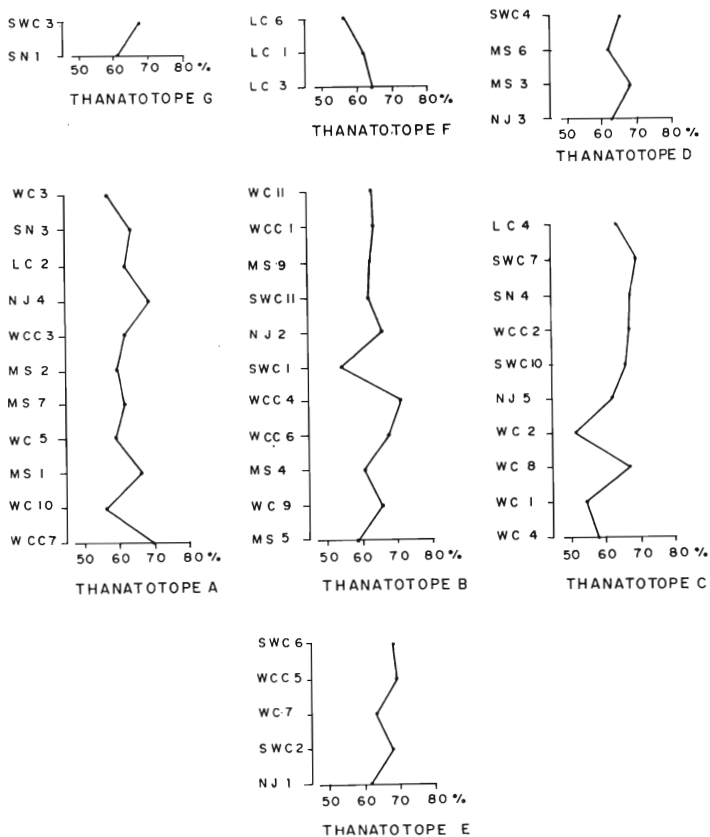 SWC 3
SN 1
50 60 70 80 %
THANATOTOPE G
LC 6
LC 1
LC 3
50 60 70 80 %
THANATOTOPE F
SWC 4
MS 6
MS 3
NJ 3
50 60 70 80 %
THANATOTOPE D
WC 3
SN 3
LC 2
NJ 4
WCC 3
MS 2
MS 7
WC 5
MS 1
WC 10
WCC 7
50 60 70 80 %
THANATOTOPE A
WC 11
WCC 1
MS 9
SWC 11
NJ 2
SWC 1
WCC 4
WCC 6
MS 4
WC 9
MS 5
50 60 70 80 %
THANATOTOPE B
LC 4
SWC 7
SN 4
WCC 2
SWC 10
NJ 5
WC 2
WC 8
WC 1
WC 4
50 60 70 80 %
THANATOTOPE C
SWC 6
WCC 5
WC 7
SWC 2
NJ 1
50 60 70 80 %
THANATOTOPE E